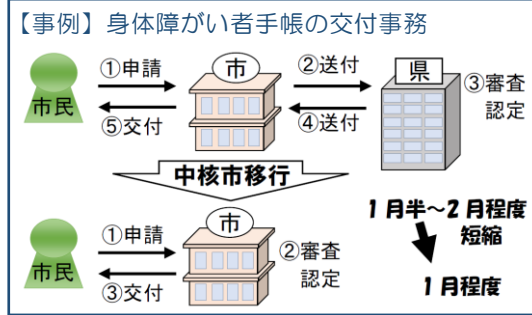 【事例】身体障がい者手帳の交付事務
①申請
市
②送付
県
③審査
認定
市民
⑤交付
④送付
中核市移行
1月半～2月程度
短縮
1月程度
市
①申請
②審査
認定
市民
③交付